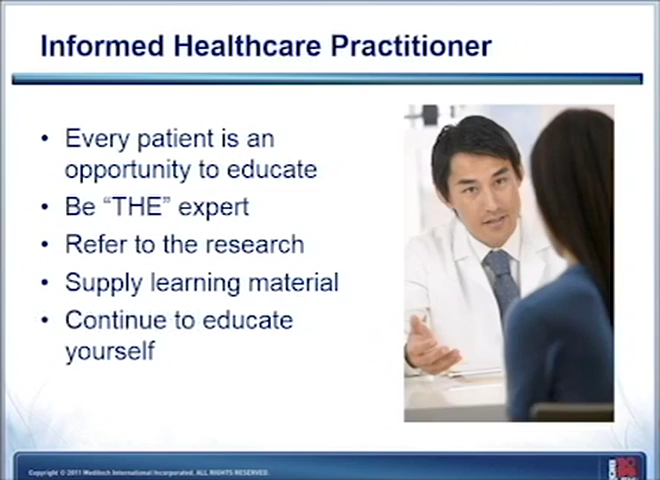 Informed Healthcare Practitioner
• Every patient is an
opportunity to educate
• Be “THE” expert
• Refer to the research
• Supply learning material
• Continue to educate
yourself
Copyright © 2011 Meditech International Incorporated. ALL RIGHTS RESERVED.